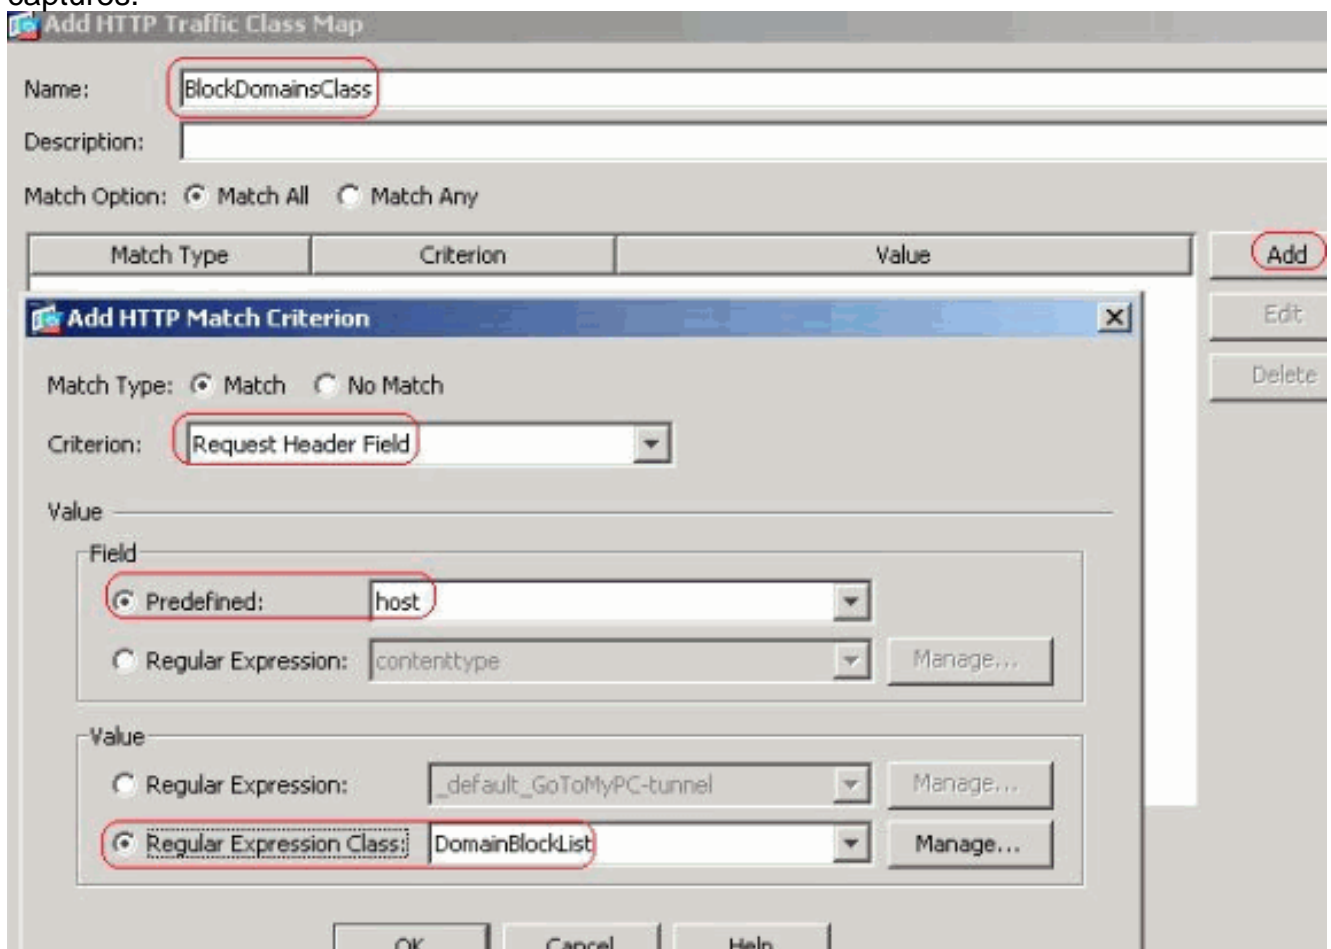 captures.
Add HTTP Traffic Class Map
Name: BlockDomainsClass
Description:
Match Option: Match All Match Any
Match Type Criterion Value Add
Edit
Delete
Add HTTP Match Criterion
Match Type: Match No Match
Criterion: Request Header Field
Value
Field
Predefined: host
Regular Expression: contenttype Manage...
Value
Regular Expression: _default_GoToMyPC-tunnel Manage...
Regular Expression Class: DomainBlockList Manage...
OK Cancel Help